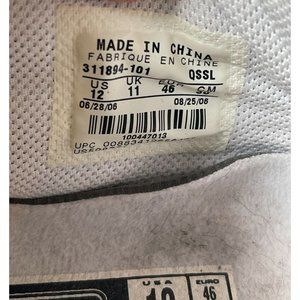 MADE IN CHINA
FABRIQUE EN CHINE
311894-101 QSSL
US UK EUR
12 11 46
06/28/06 08/25/06
100447013
UPC
USA EURO
46